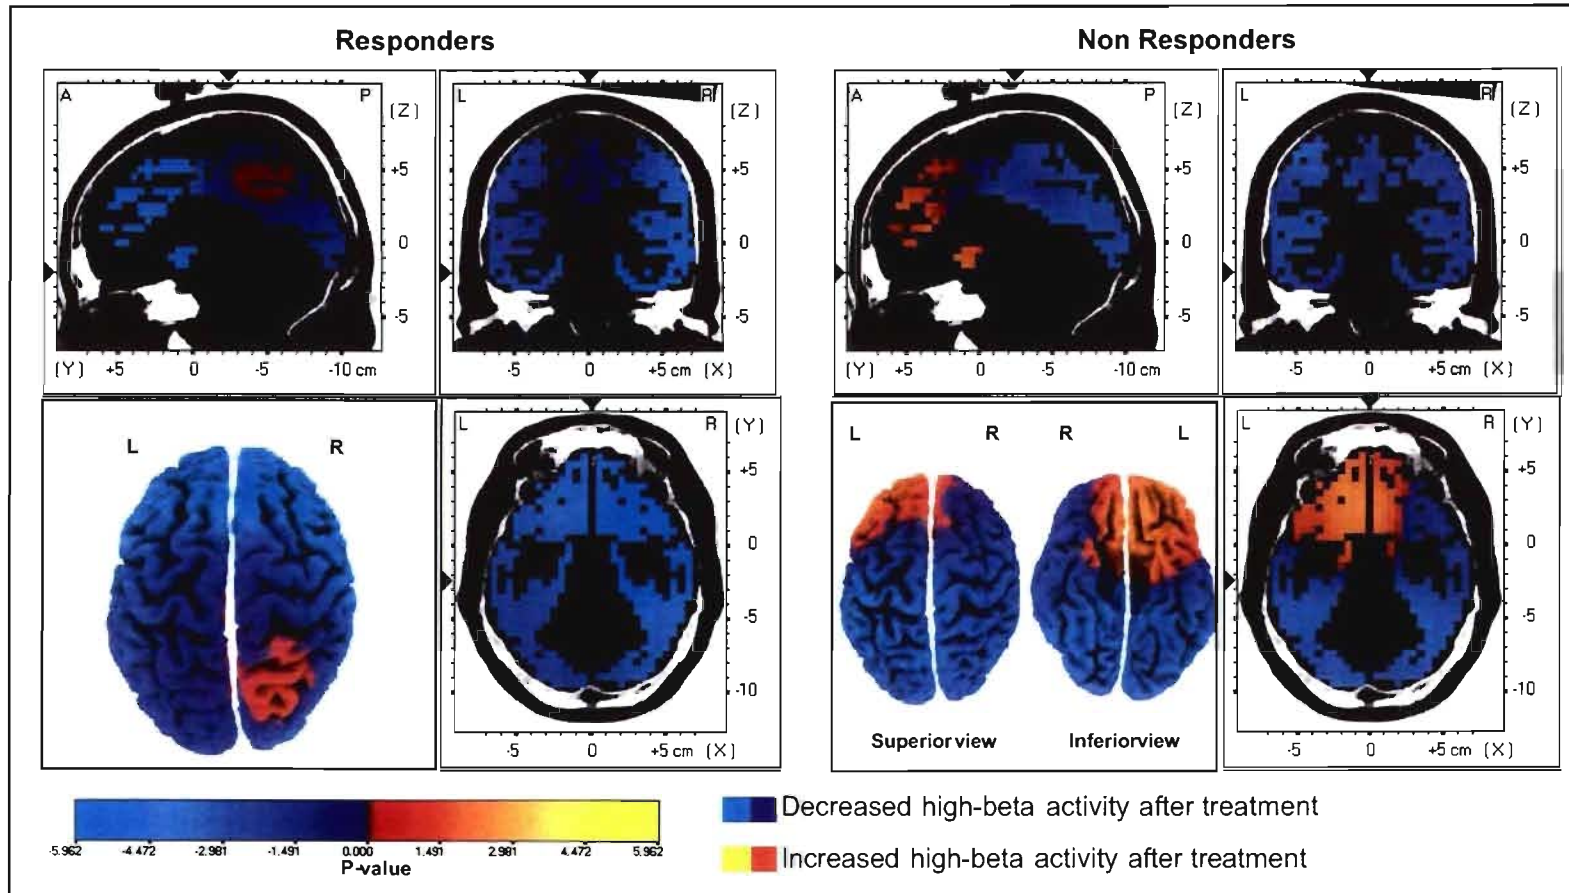 Responders
Non Responders
A P (Z)
+5
0
-5
(Y) +5 0 -5 -10 cm
L R (Z)
+5
0
-5
-5 0 +5 cm (X)
A P (Z)
+5
0
-5
(Y) +5 0 -5 -10 cm
L R (Z)
+5
0
-5
-5 0 +5 cm (X)
L R
L R (Y)
+5
0
-5
-10
-5 0 +5 cm (X)
L R R L
Superior view Inferior view
L R (Y)
+5
0
-5
-10
-5 0 +5 cm (X)
-5.962 -4.472 -2.981 -1.491 0.000 1.491 2.981 4.472 5.962
P-value
Decreased high-beta activity after treatment
Increased high-beta activity after treatment